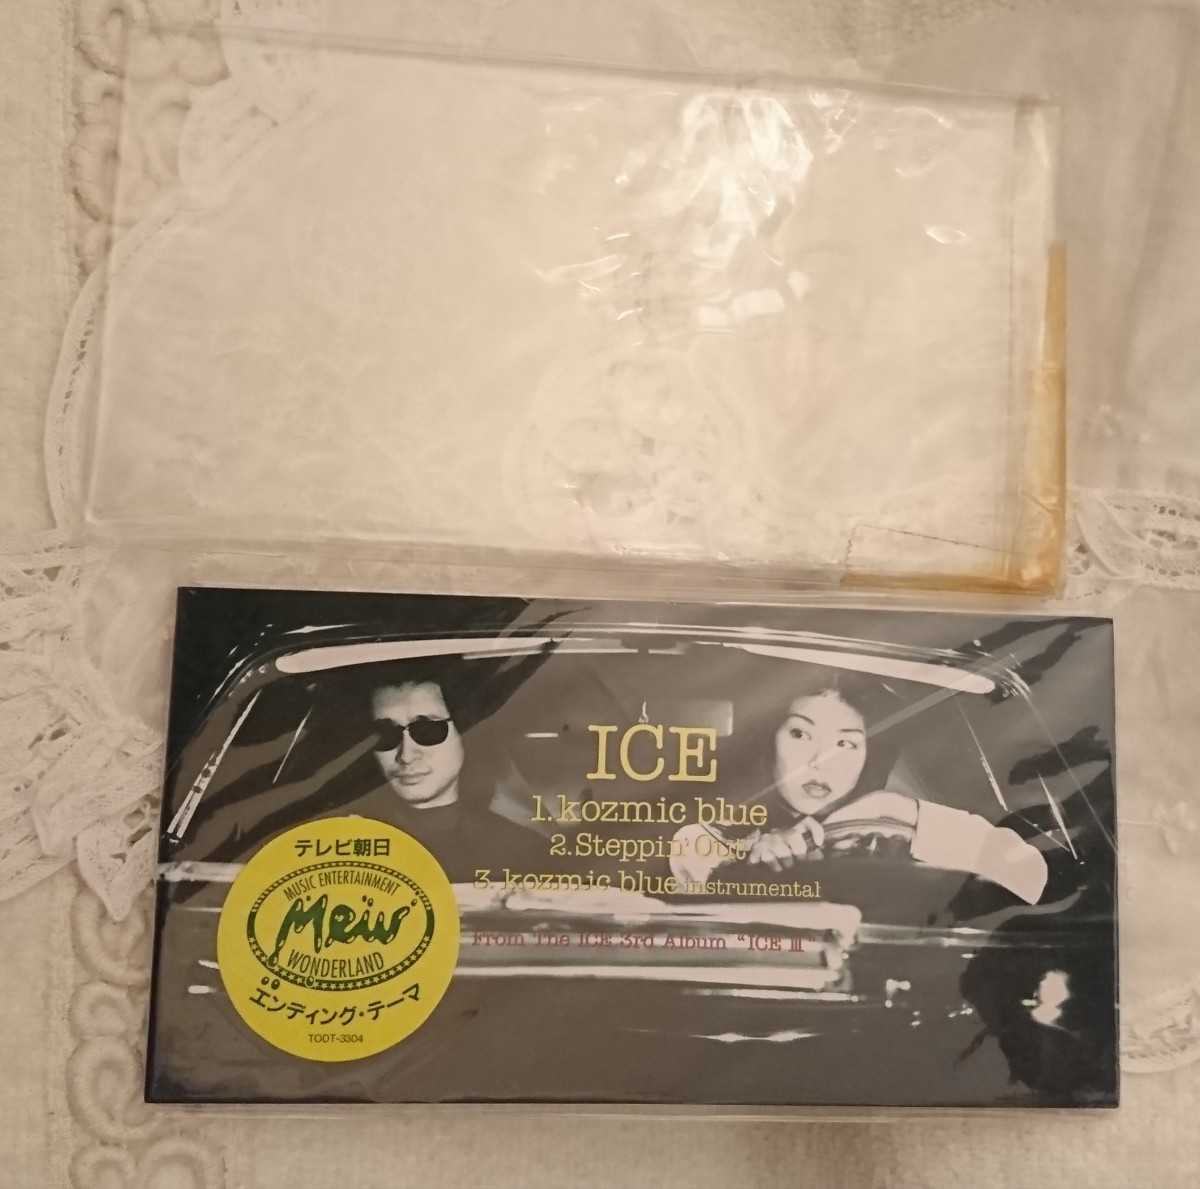 ICE
1.kozmic blue
2.Steppin' Out
3. kozmic blue instrumental
From The ICE 3rd Album “ICE Ⅲ”
テレビ朝日
MUSIC ENTERTAINMENT
Mew
WONDERLAND
エンディング・テーマ
TODT-3304